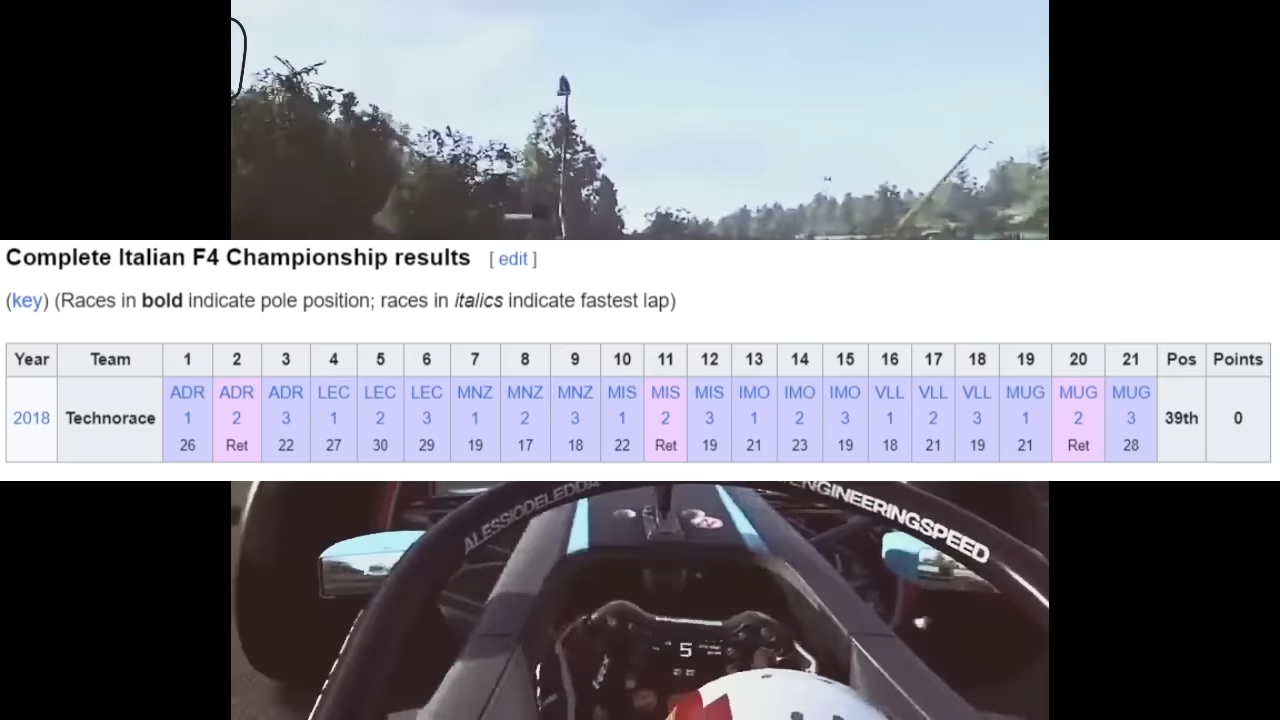 Complete Italian F4 Championship results [ edit ]
(key) (Races in bold indicate pole position; races in italics indicate fastest lap)
Year Team 1 2 3 4 5 6 7 8 9 10 11 12 13 14 15 16 17 18 19 20 21 Pos Points
ADR ADR ADR LEC LEC LEC MNZ MNZ MNZ MIS MIS MIS IMO IMO IMO VLL VLL VLL MUG MUG MUG
2018 Technorace 1 2 3 1 2 3 1 2 3 1 2 3 1 2 3 1 2 3 1 2 3 39th 0
26 Ret 22 27 30 29 19 17 18 22 Ret 19 21 23 19 18 21 19 21 Ret 28
ALESSIODELEDDA
ENGINEERINGSPEED
5